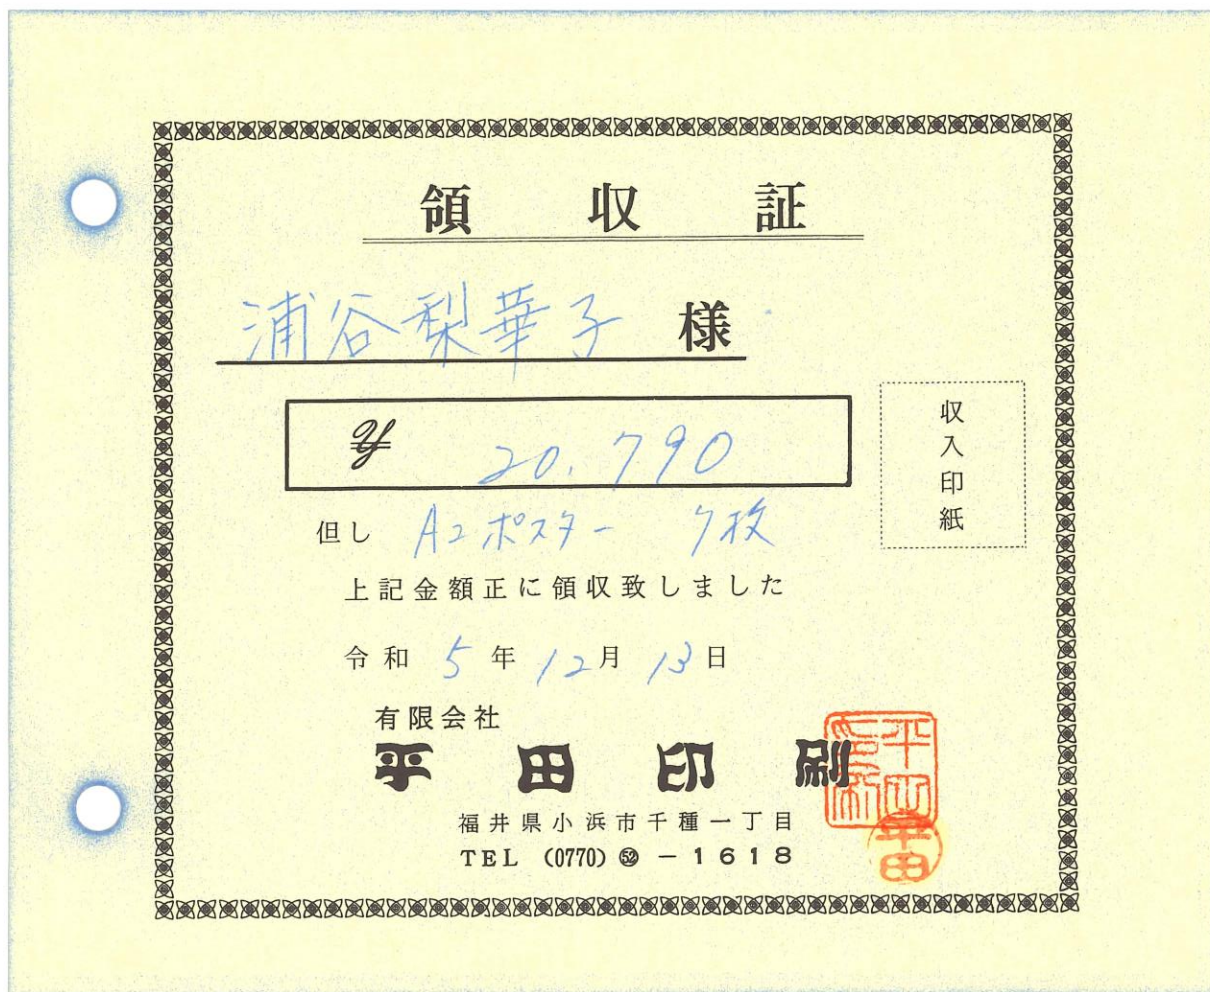 領収証
浦谷梨華子 様
¥ 20.790
但し A2ポスター 7枚
収入印紙
上記金額正に領収致しました
令和 5年 12月 13日
有限会社
田印
福井県小浜市千種一丁目
TEL (0770) 52 - 1618
平田